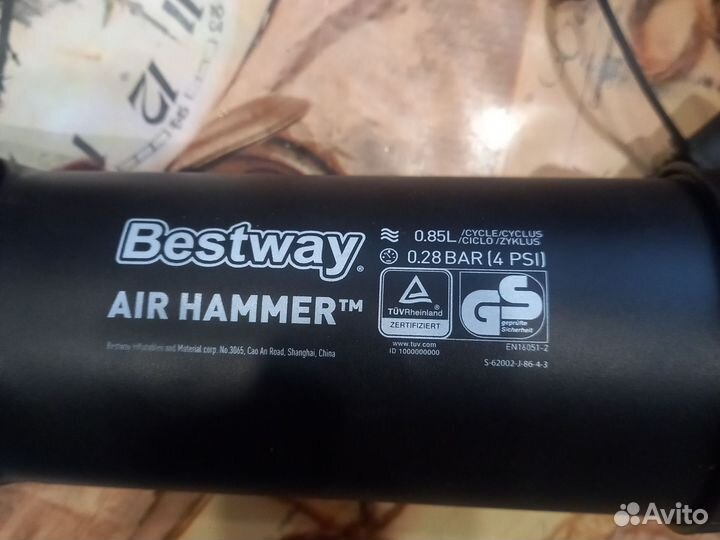 Bestway®
AIR HAMMER™
Bestway Inflatables and Material corp. No.3065, Cao An Road, Shanghai, China
0.85L /CYCLE/CYCLUS
/CICLO /ZYKLUS
0.28 BAR (4 PSI)
TÜVRheinland
ZERTIFIZIERT
www.tuv.com
ID 1000000000
GS
geprüfte
Sicherheit
EN16051-2
S-62002-J-86-4-3
11
12
Avito